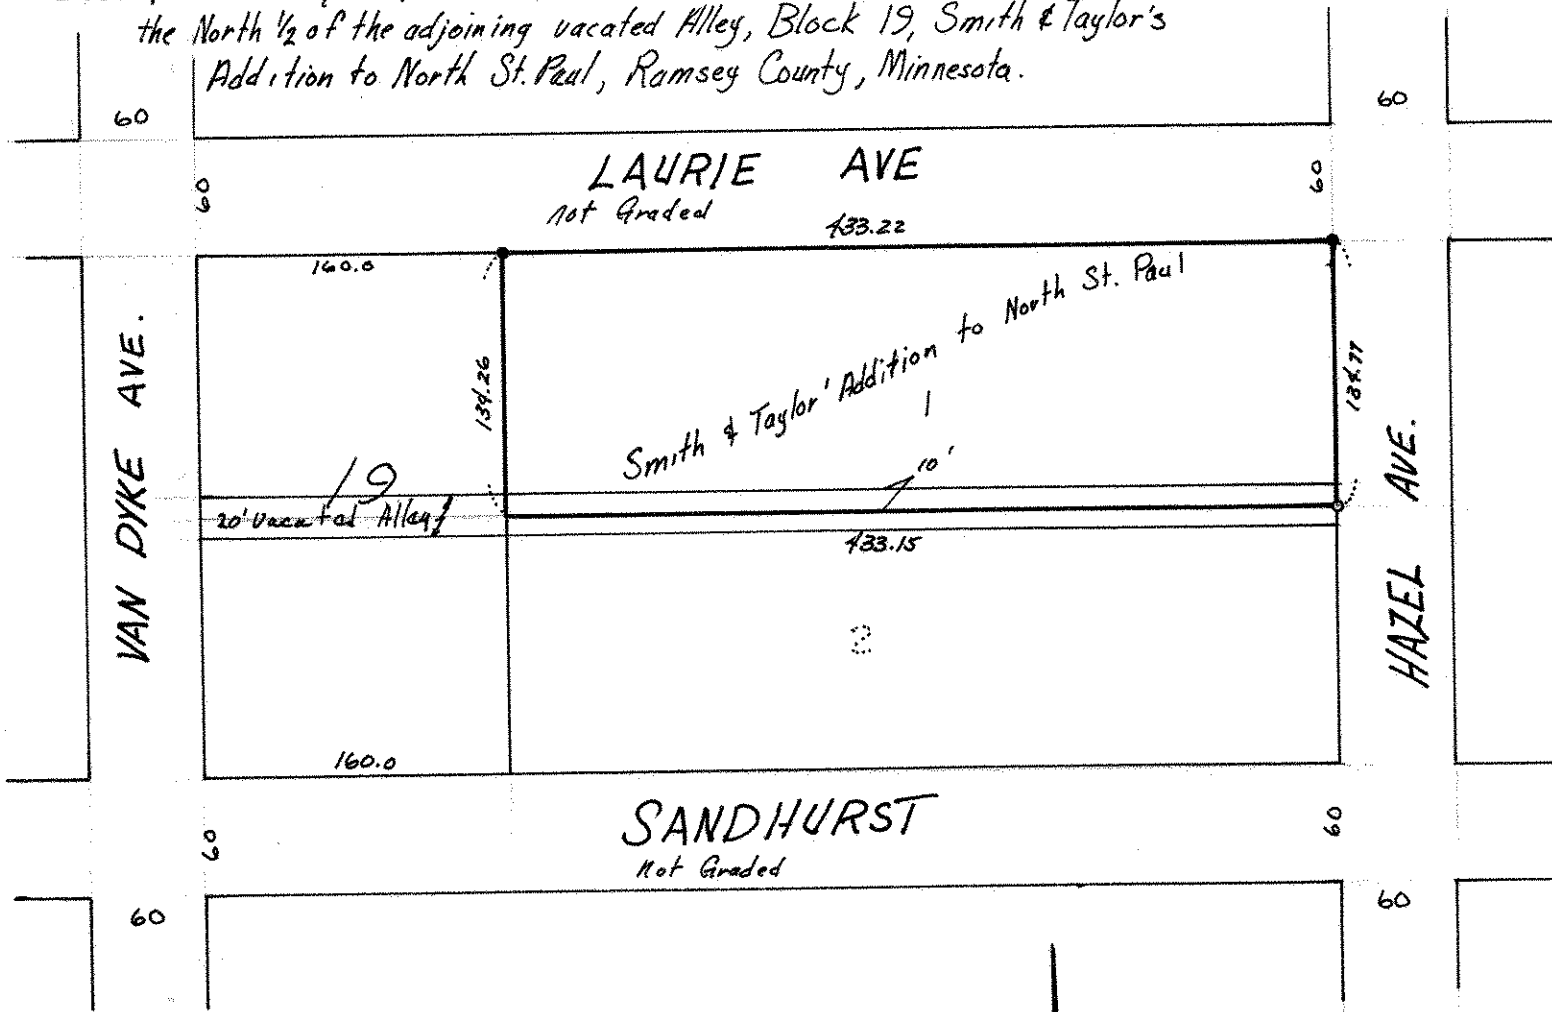 the North ½ of the adjoining vacated Alley, Block 19, Smith & Taylor's
Addition to North St. Paul, Ramsey County, Minnesota.
60
60
LAURIE AVE
60
60
not Graded
433.22
160.0
Smith & Taylor' Addition to North St. Paul
VAN DYKE AVE.
134.26
134.77
1
10'
19
20' vacated Alley
433.15
HAZEL AVE.
2
160.0
SANDHURST
60
60
not Graded
60
60